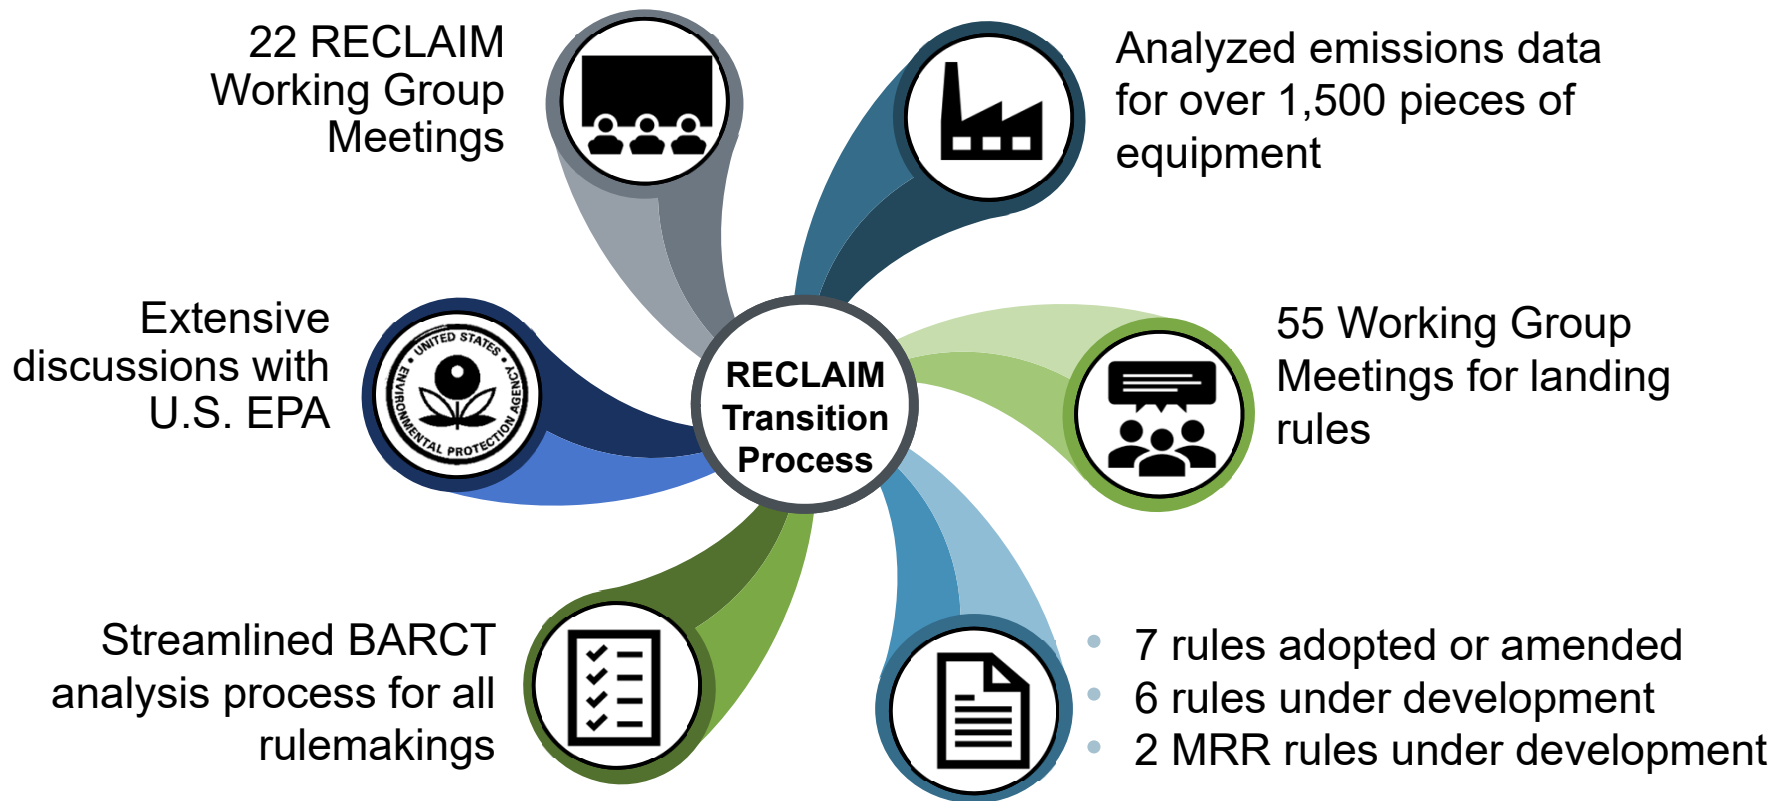 22 RECLAIM
Working Group
Meetings
Analyzed emissions data
for over 1,500 pieces of
equipment
Extensive
discussions with
U.S. EPA
UNITED STATES
ENVIRONMENTAL PROTECTION AGENCY
RECLAIM
Transition
Process
55 Working Group
Meetings for landing
rules
Streamlined BARCT
analysis process for all
rulemakings
• 7 rules adopted or amended
• 6 rules under development
• 2 MRR rules under development